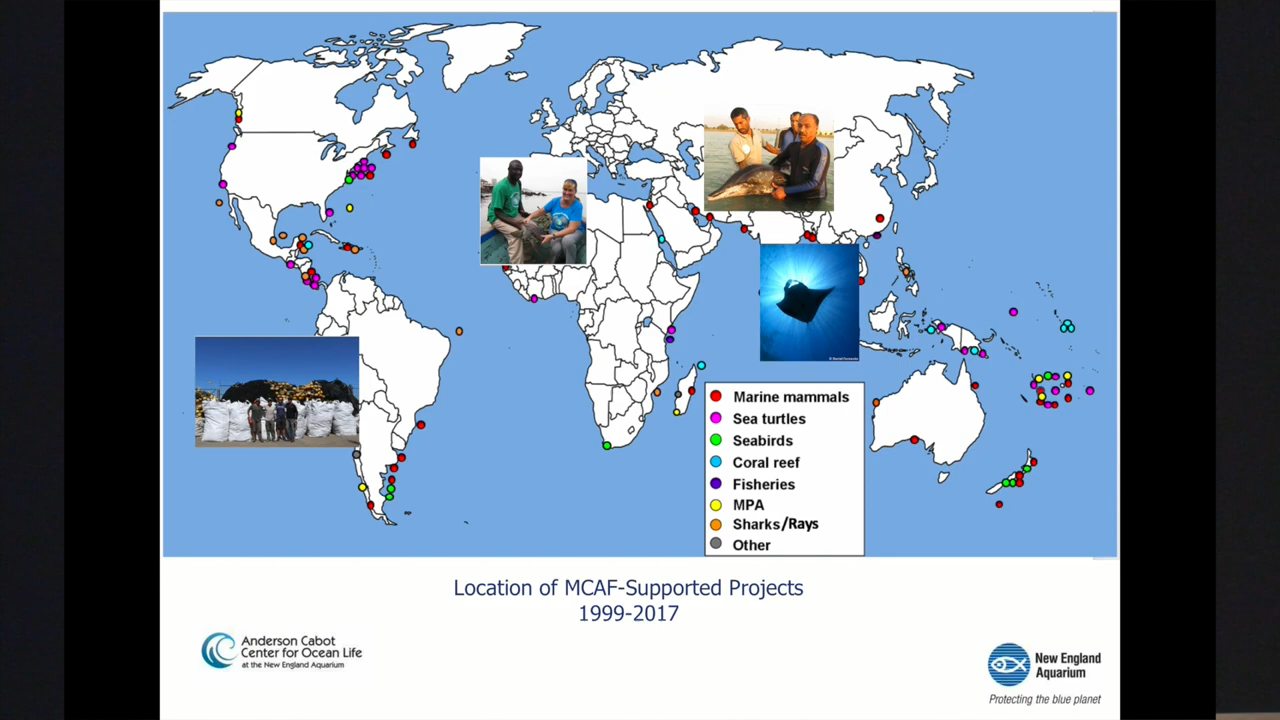 Marine mammals
Sea turtles
Seabirds
Coral reef
Fisheries
MPA
Sharks/Rays
Other
Location of MCAF-Supported Projects
1999-2017
Anderson Cabot
Center for Ocean Life
at the New England Aquarium
New England
Aquarium
Protecting the blue planet